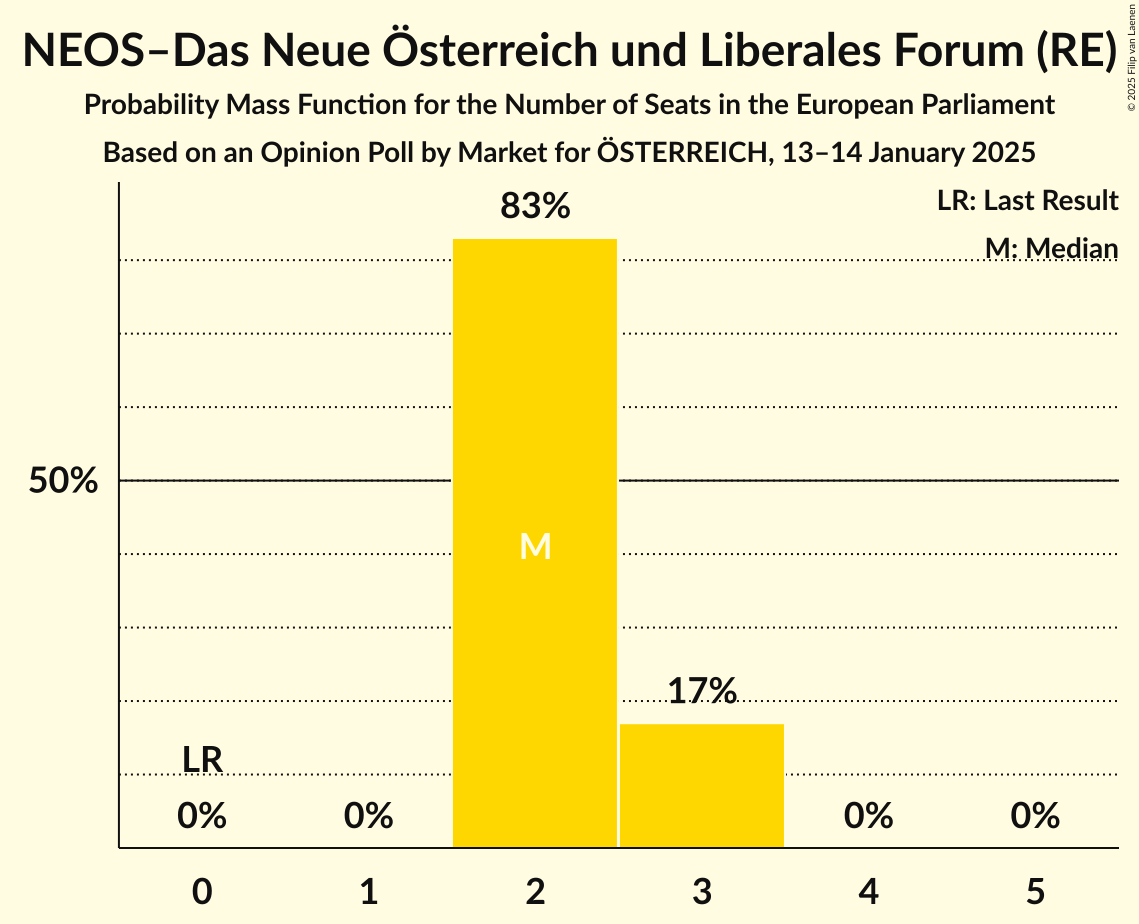 NEOS–Das Neue Österreich und Liberales Forum (RE)
Probability Mass Function for the Number of Seats in the European Parliament
Based on an Opinion Poll by Market for ÖSTERREICH, 13–14 January 2025
© 2025 Filip van Laenen
LR: Last Result
M: Median
83%
50%
M
17%
LR
0% 0% 0% 0%
0 1 2 3 4 5